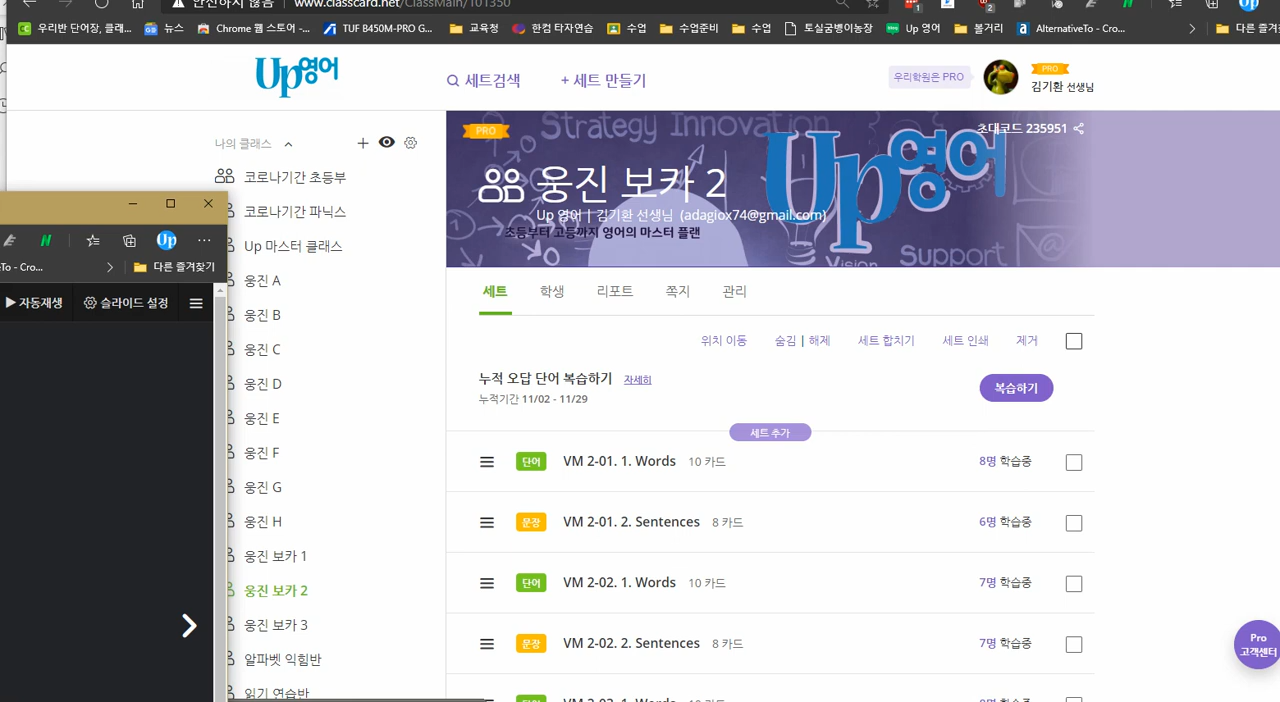 안전하지 않음 www.classcard.net/ClassMain/101350
우리반 단어장, 클래... 뉴스 Chrome 웹 스토어 -... TUF B450M-PRO G... 교육청 한컴 타자연습 수업 수업준비 수업 토실궁뱅이농장 Up 영어 볼거리 AlternativeTo - Cro... 다른 즐겨
Up영어
세트검색
+ 세트 만들기
우리학원은 PRO
PRO
김기환 선생님
나의 클래스
코로나기간 초등부
코로나기간 파닉스
Up 마스터 클래스
웅진 A
웅진 B
웅진 C
웅진 D
웅진 E
웅진 F
웅진 G
웅진 H
웅진 보카 1
웅진 보카 2
웅진 보카 3
알파벳 익힘반
읽기 연습반
Up
To - Cro...
다른 즐겨찾기
자동재생
슬라이드 설정
PRO
Strategy Innovation
초대코드 235951
웅진 보카 2
Up영어
Up 영어 | 김기환 선생님 (adagiox74@gmail.com)
초등부터 고등까지 영어의 마스터 플랜
Vision
Support
세트 학생 리포트 쪽지 관리
위치 이동 숨김 | 해제 세트 합치기 세트 인쇄 제거
누적 오답 단어 복습하기 자세히
누적기간 11/02 - 11/29
복습하기
세트 추가
단어 VM 2-01. 1. Words 10 카드 8명 학습중
문장 VM 2-01. 2. Sentences 8 카드 6명 학습중
단어 VM 2-02. 1. Words 10 카드 7명 학습중
문장 VM 2-02. 2. Sentences 8 카드 7명 학습중
Pro
고객센터